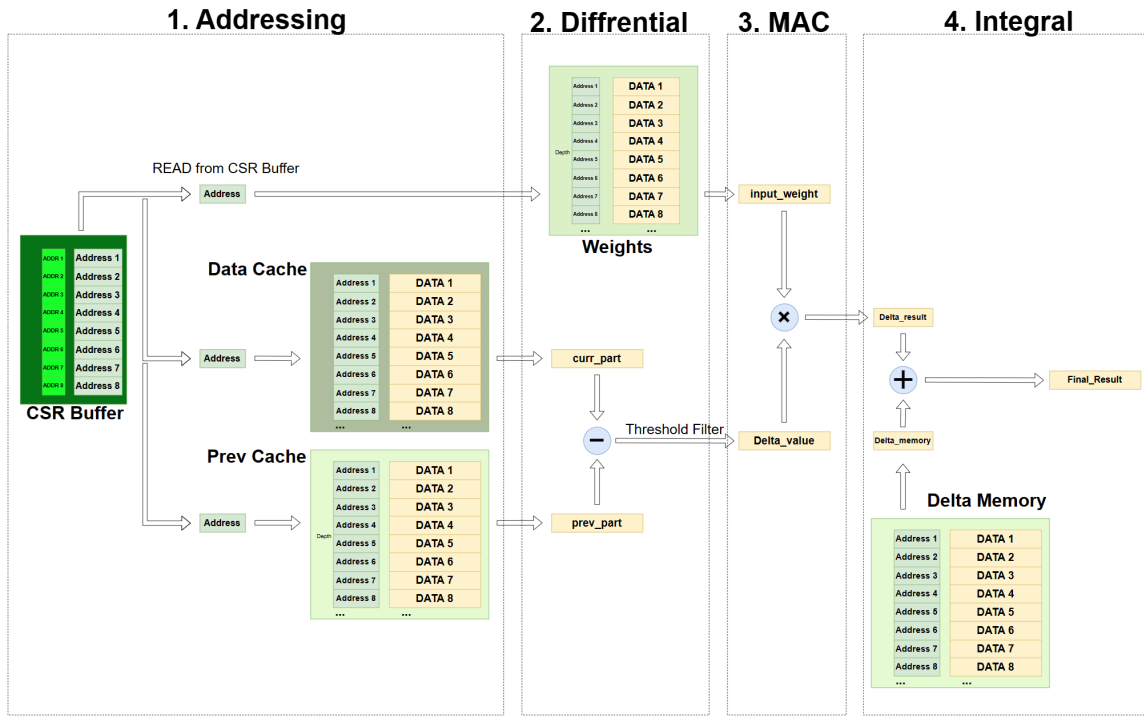 1. Addressing
2. Diffrential
3. MAC
4. Integral
READ from CSR Buffer
Address
ADDR 1 Address 1
ADDR 2 Address 2
ADDR 3 Address 3
ADDR 4 Address 4
ADDR 5 Address 5
ADDR 6 Address 6
ADDR 7 Address 7
ADDR 8 Address 8
CSR Buffer
Address
Address
Data Cache
Address 1 DATA 1
Address 2 DATA 2
Address 3 DATA 3
Address 4 DATA 4
Address 5 DATA 5
Address 6 DATA 6
Address 7 DATA 7
Address 8 DATA 8
... ...
Prev Cache
Depth
Address 1 DATA 1
Address 2 DATA 2
Address 3 DATA 3
Address 4 DATA 4
Address 5 DATA 5
Address 6 DATA 6
Address 7 DATA 7
Address 8 DATA 8
... ...
Depth
Address 1 DATA 1
Address 2 DATA 2
Address 3 DATA 3
Address 4 DATA 4
Address 5 DATA 5
Address 6 DATA 6
Address 7 DATA 7
Address 8 DATA 8
... ...
Weights
curr_part
−
Threshold Filter
prev_part
input_weight
×
Delta_value
Delta_result
+
Final_Result
Delta_memory
Delta Memory
Address 1 DATA 1
Address 2 DATA 2
Address 3 DATA 3
Address 4 DATA 4
Address 5 DATA 5
Address 6 DATA 6
Address 7 DATA 7
Address 8 DATA 8
... ...